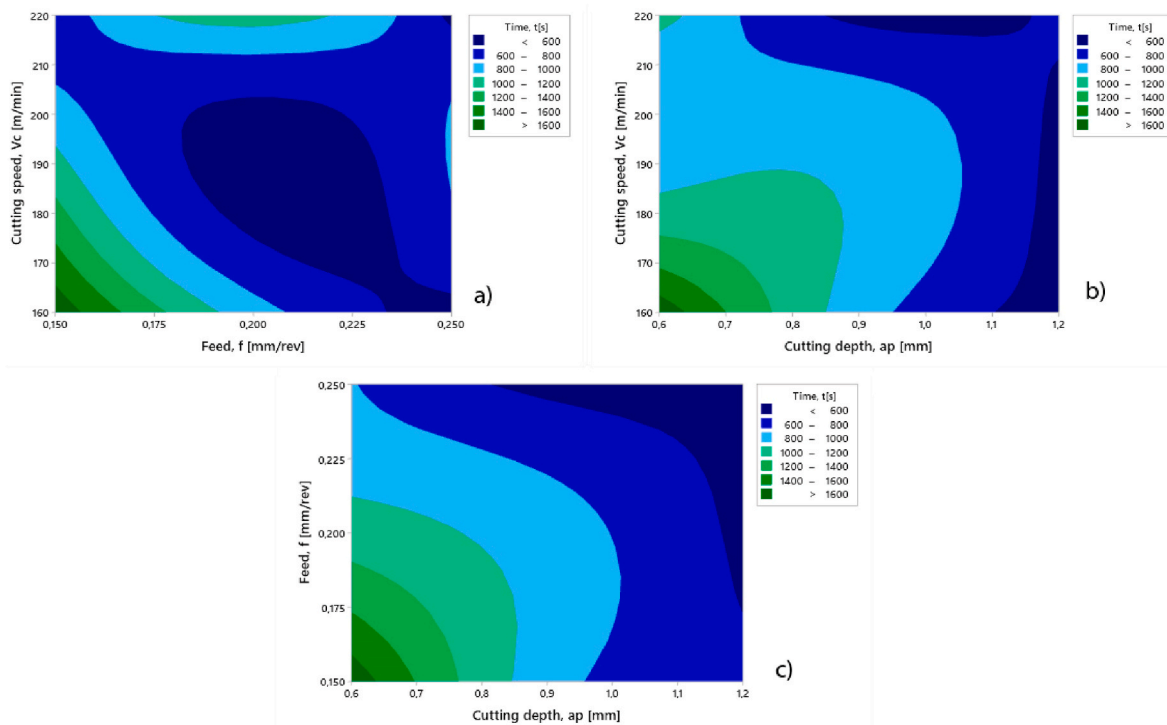 220
210
200
190
180
170
160
Cutting speed, Vc [m/min]
0,150
0,175
0,200
0,225
0,250
Feed, f [mm/rev]
Time, t[s]
< 600
600 – 800
800 – 1000
1000 – 1200
1200 – 1400
1400 – 1600
> 1600
a)
220
210
200
190
180
170
160
Cutting speed, Vc [m/min]
0,6
0,7
0,8
0,9
1,0
1,1
1,2
Cutting depth, ap [mm]
Time, t[s]
< 600
600 – 800
800 – 1000
1000 – 1200
1200 – 1400
1400 – 1600
> 1600
b)
0,250
0,225
0,200
0,175
0,150
Feed, f [mm/rev]
0,6
0,7
0,8
0,9
1,0
1,1
1,2
Cutting depth, ap [mm]
Time, t[s]
< 600
600 – 800
800 – 1000
1000 – 1200
1200 – 1400
1400 – 1600
> 1600
c)